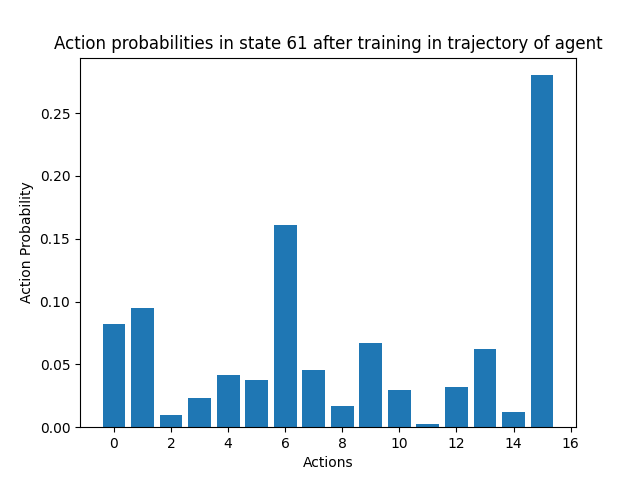 Action probabilities in state 61 after training in trajectory of agent
0.25
0.20
0.15
0.10
0.05
0.00
Action Probability
0 2 4 6 8 10 12 14 16
Actions